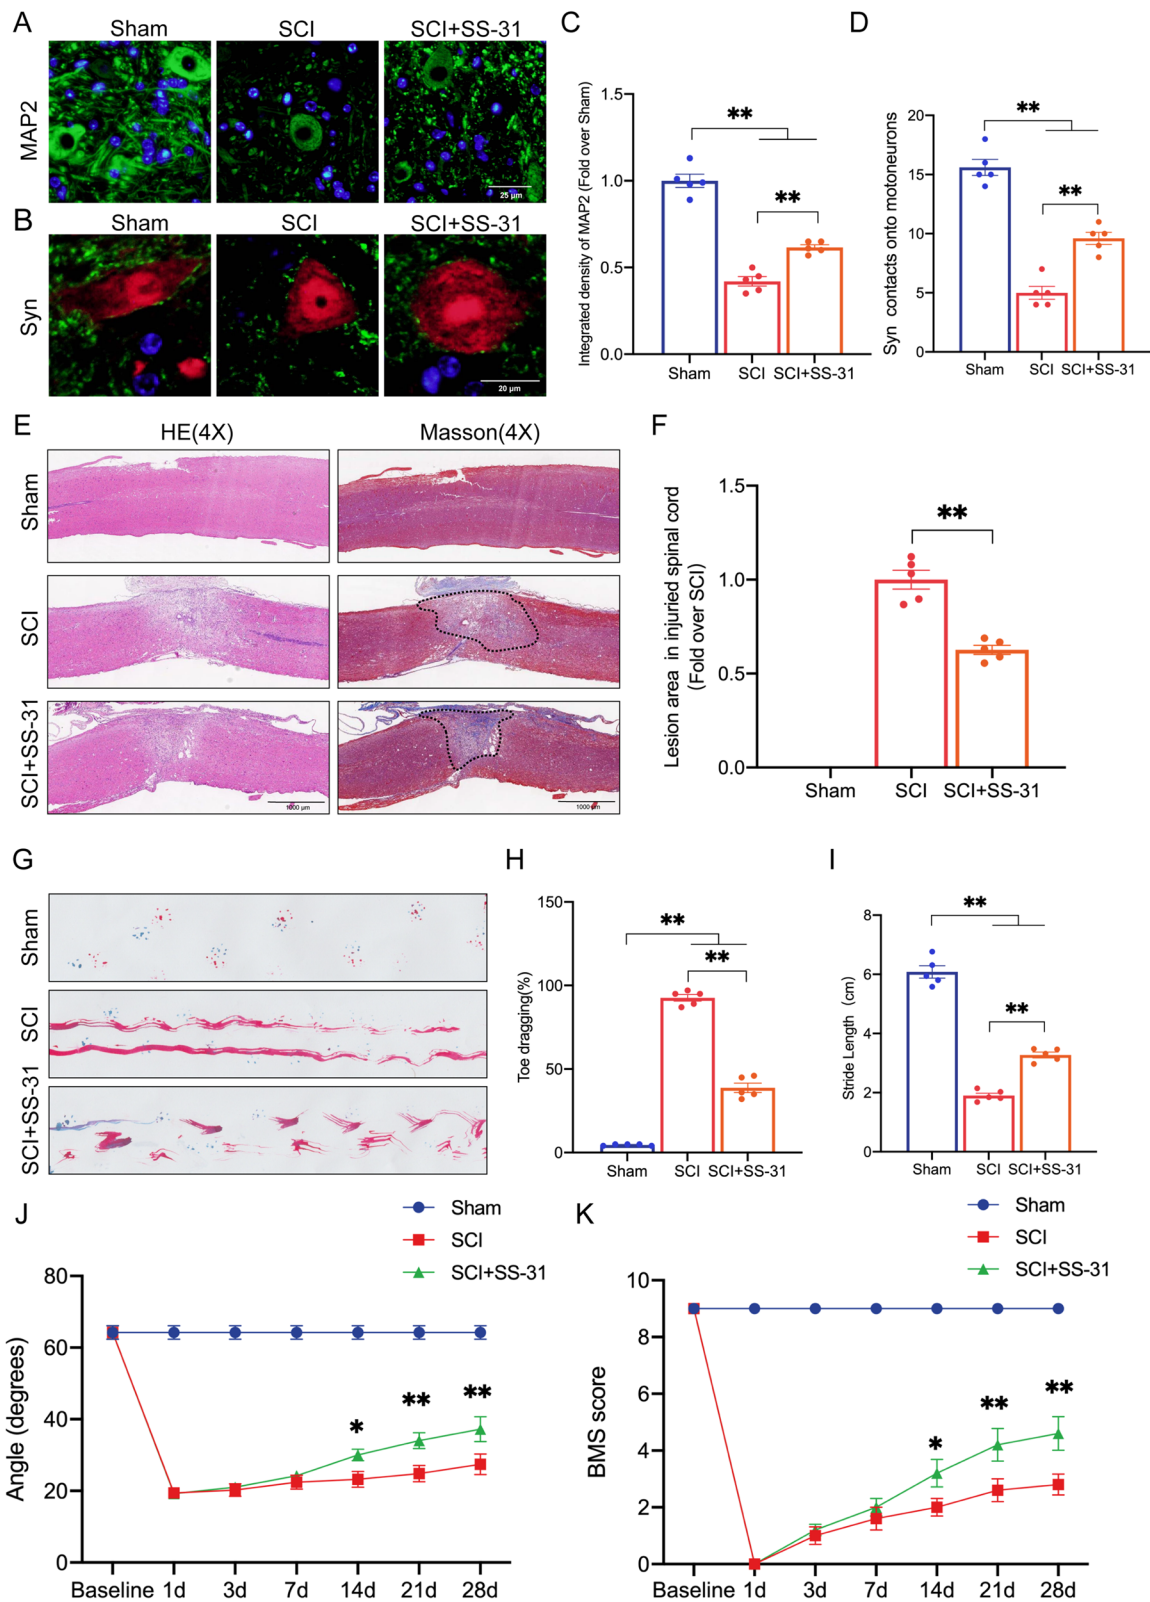 A
Sham SCI SCI+SS-31
MAP2
25 μm
B
Sham SCI SCI+SS-31
Syn
20 μm
C
Integrated density of MAP2 (Fold over Sham)
1.5
1.0
0.5
0.0
** **
Sham SCI SCI+SS-31
D
Syn contacts onto motoneurons
20
15
10
5
0
** **
Sham SCI SCI+SS-31
E
HE(4X) Masson(4X)
Sham
SCI
SCI+SS-31
1000 μm 1000 μm
F
Lesion area in injuried spinal cord
(Fold over SCI)
1.5
1.0
0.5
0.0
**
Sham SCI SCI+SS-31
G
Sham
SCI
SCI+SS-31
H
Toe dragging(%)
150
100
50
0
** **
Sham SCI SCI+SS-31
I
Stride Length (cm)
8
6
4
2
0
** **
Sham SCI SCI+SS-31
J
Sham
SCI
SCI+SS-31
Angle (degrees)
80
60
40
20
0
* ** **
Baseline 1d 3d 7d 14d 21d 28d
K
Sham
SCI
SCI+SS-31
BMS score
10
8
6
4
2
0
* ** **
Baseline 1d 3d 7d 14d 21d 28d